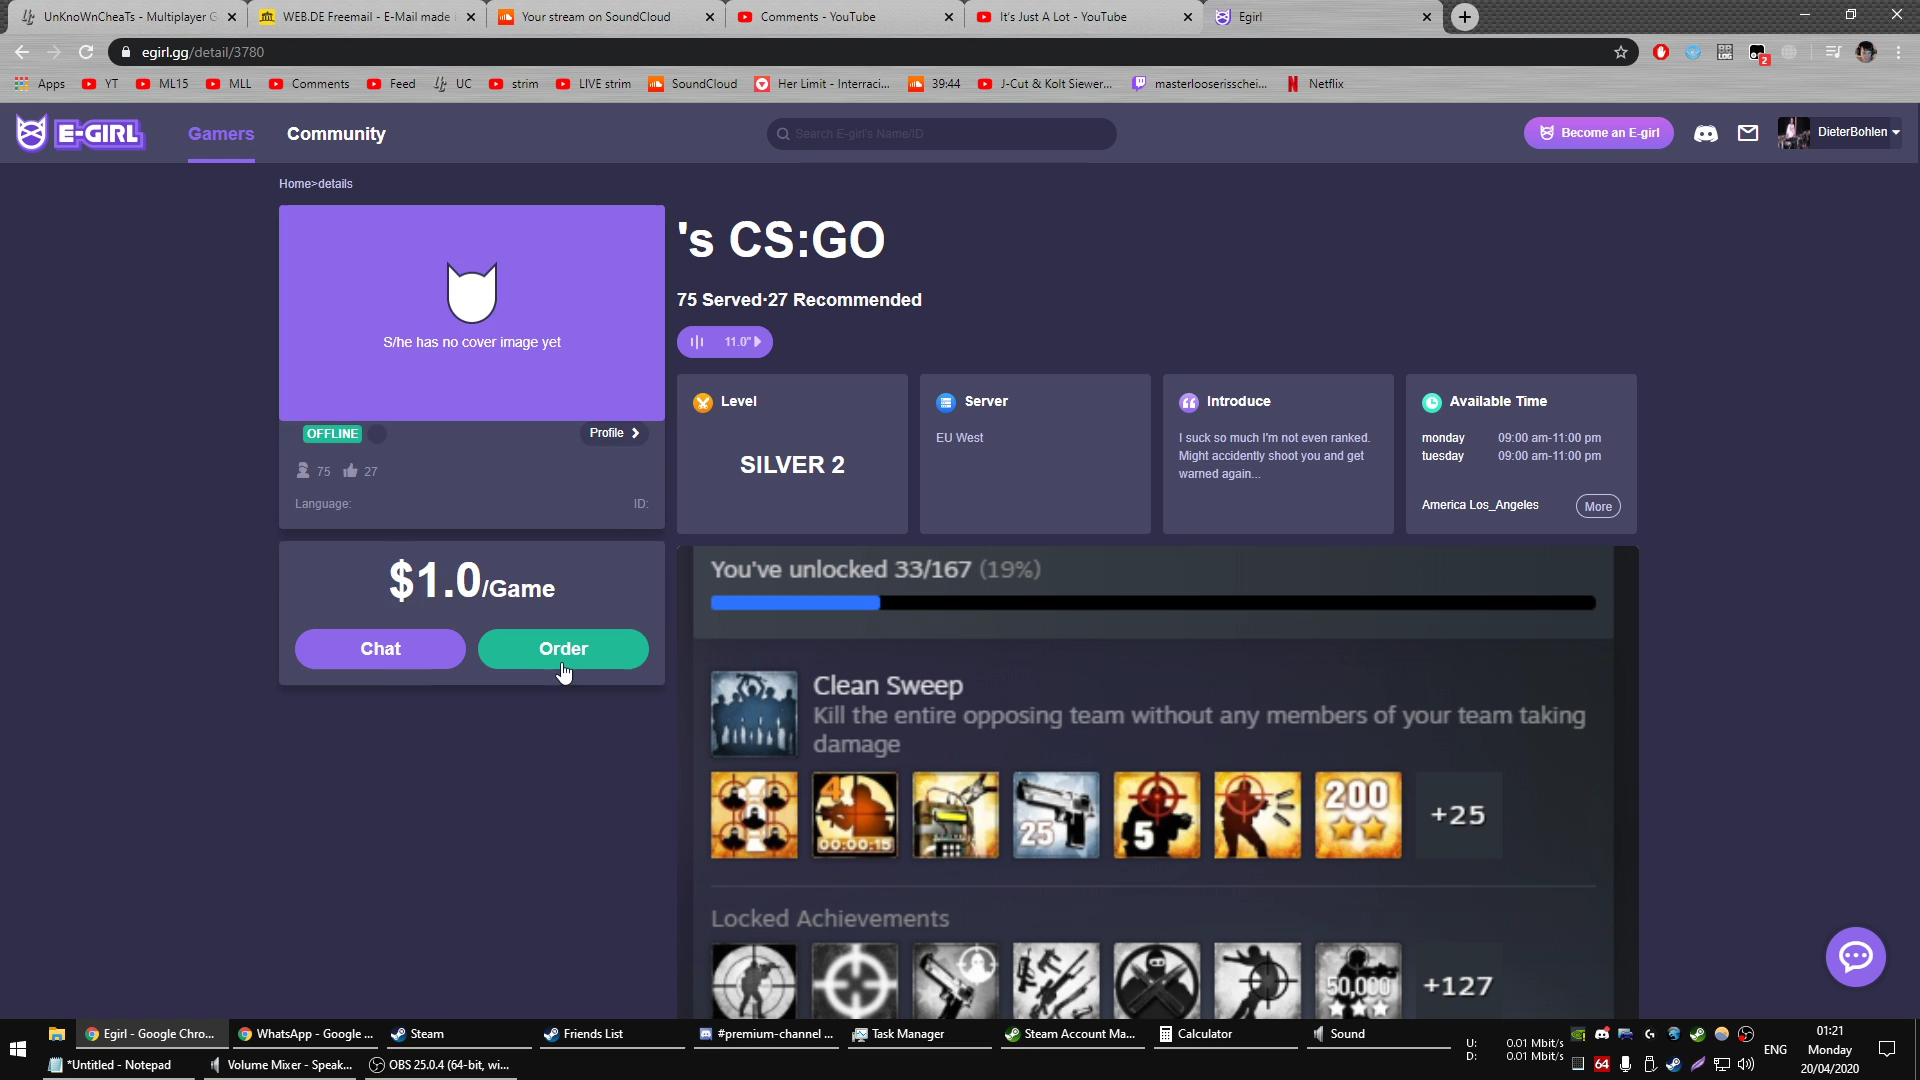 UnKnoWnCheaTs - Multiplayer G
WEB.DE Freemail - E-Mail made
Your stream on SoundCloud
Comments - YouTube
It's Just A Lot - YouTube
Egirl
egirl.gg/detail/3780
2
Apps
YT
ML15
MLL
Comments
Feed
UC
strim
LIVE strim
SoundCloud
Her Limit - Interraci...
39:44
J-Cut & Kolt Siewer...
masterlooserisschei...
Netflix
E-GIRL
Gamers
Community
Search E-girl's Name/ID
Become an E-girl
DieterBohlen
Home>details
S/he has no cover image yet
OFFLINE
Profile
75
27
Language:
ID:
$1.0/Game
Chat
Order
's CS:GO
75 Served·27 Recommended
11.0"
Level
SILVER 2
Server
EU West
Introduce
I suck so much I'm not even ranked.
Might accidently shoot you and get
warned again...
Available Time
monday 09:00 am-11:00 pm
tuesday 09:00 am-11:00 pm
America Los_Angeles
More
You've unlocked 33/167 (19%)
Clean Sweep
Kill the entire opposing team without any members of your team taking
damage
4
00:00:15
25
5
200
+25
Locked Achievements
50,000
+127
Egirl - Google Chro...
WhatsApp - Google ...
Steam
Friends List
#premium-channel ...
Task Manager
Steam Account Ma...
Calculator
Sound
*Untitled - Notepad
Volume Mixer - Speak...
OBS 25.0.4 (64-bit, wi...
U: 0.01 Mbit/s
D: 0.01 Mbit/s
64
ENG
01:21
Monday
20/04/2020